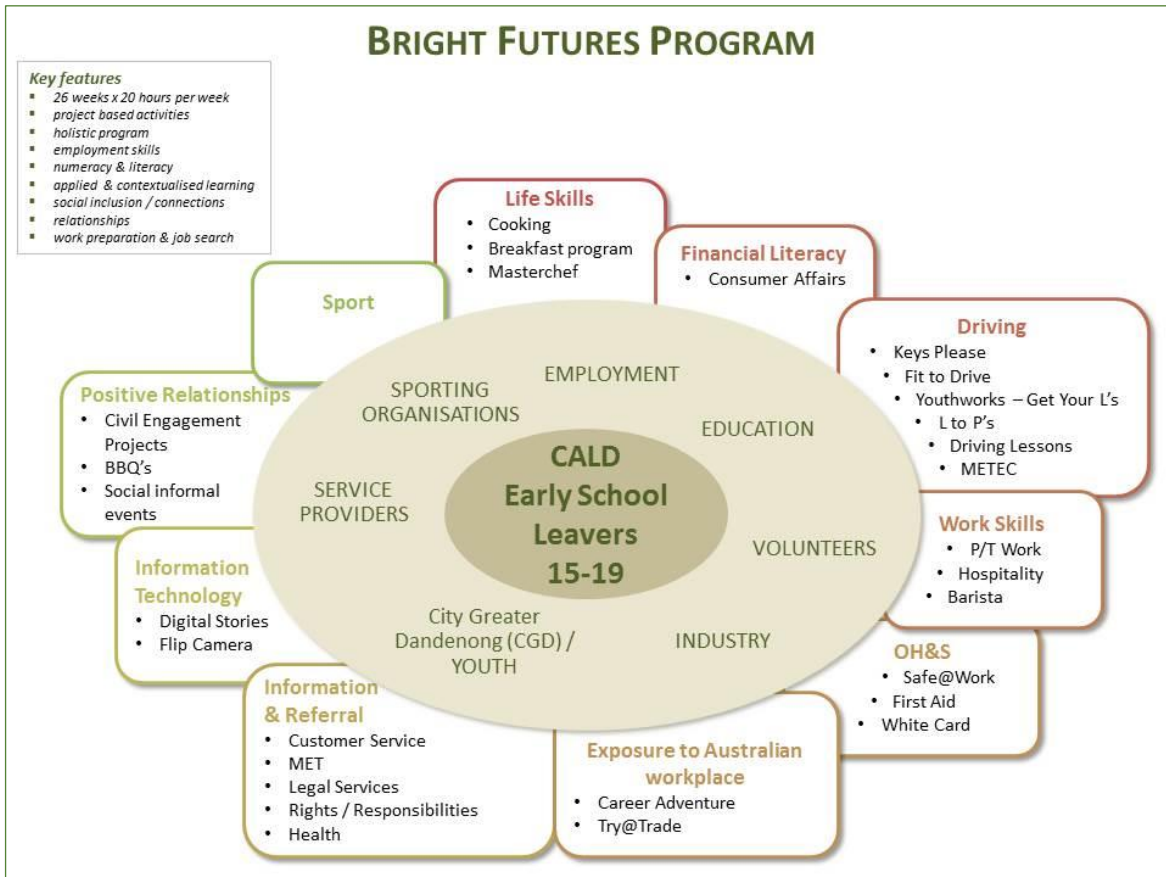 BRIGHT FUTURES PROGRAM
Key features
▪ 26 weeks x 20 hours per week
▪ project based activities
▪ holistic program
▪ employment skills
▪ numeracy & literacy
▪ applied & contextualised learning
▪ social inclusion / connections
▪ relationships
▪ work preparation & job search
Life Skills
• Cooking
• Breakfast program
• Masterchef
Financial Literacy
• Consumer Affairs
Driving
• Keys Please
• Fit to Drive
• Youthworks – Get Your L's
• L to P's
• Driving Lessons
• METEC
Work Skills
• P/T Work
• Hospitality
• Barista
OH&S
• Safe@Work
• First Aid
• White Card
Exposure to Australian
workplace
• Career Adventure
• Try@Trade
Information
& Referral
• Customer Service
• MET
• Legal Services
• Rights / Responsibilities
• Health
Information
Technology
• Digital Stories
• Flip Camera
Positive Relationships
• Civil Engagement
Projects
• BBQ's
• Social informal
events
Sport
EMPLOYMENT
EDUCATION
VOLUNTEERS
INDUSTRY
City Greater
Dandenong (CGD) /
YOUTH
SERVICE
PROVIDERS
SPORTING
ORGANISATIONS
CALD
Early School
Leavers
15-19